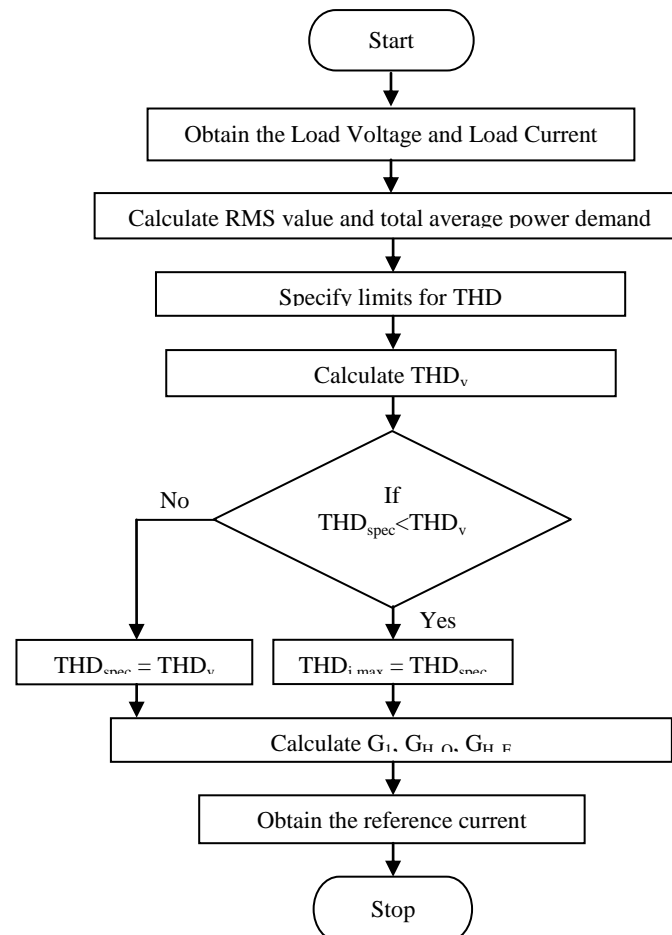 Start
Obtain the Load Voltage and Load Current
Calculate RMS value and total average power demand
Specify limits for THD
Calculate THDv
If
THDspec<THDv
No
Yes
THDspec = THDv
THDi,max = THDspec
Calculate G1, GH_O, GH_E
Obtain the reference current
Stop